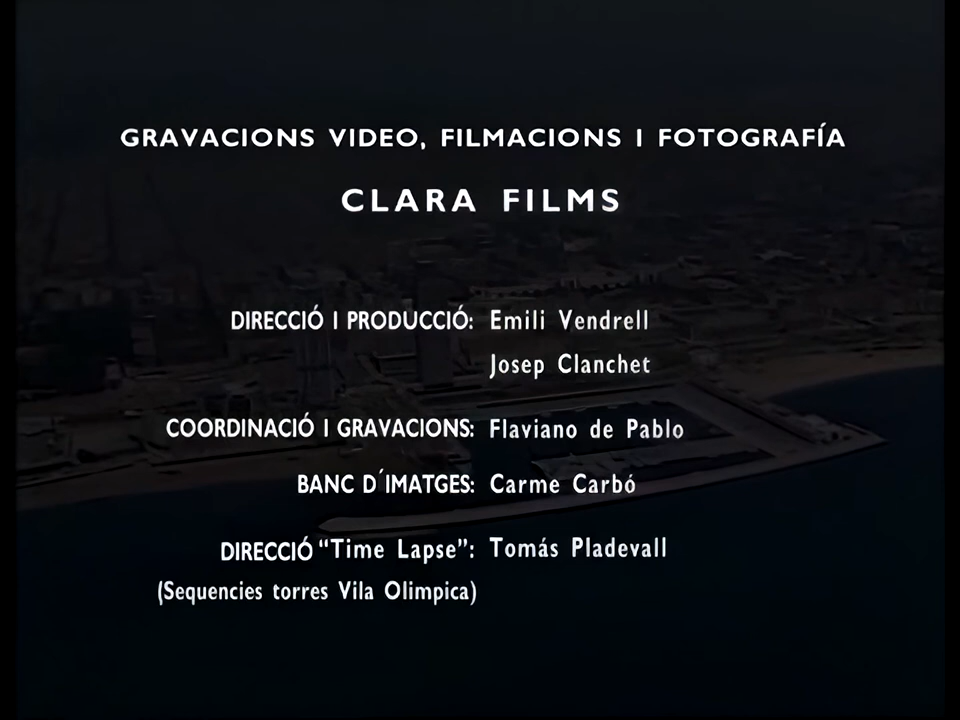 GRAVACIONS VIDEO, FILMACIONS I FOTOGRAFÍA
CLARA FILMS
DIRECCIÓ I PRODUCCIÓ: Emili Vendrell
Josep Clanchet
COORDINACIÓ I GRAVACIONS: Flaviano de Pablo
BANC D´IMATGES: Carme Carbó
DIRECCIÓ “Time Lapse”: Tomás Pladevall
(Sequencies torres Vila Olimpica)